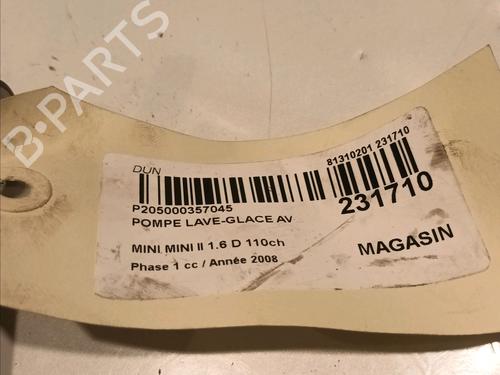 B-PARTS
DUN
P205000357045
POMPE LAVE-GLACE AV
MINI MINI II 1.6 D 110ch
Phase 1 cc / Année 2008
81310201 231710
231710
MAGASIN